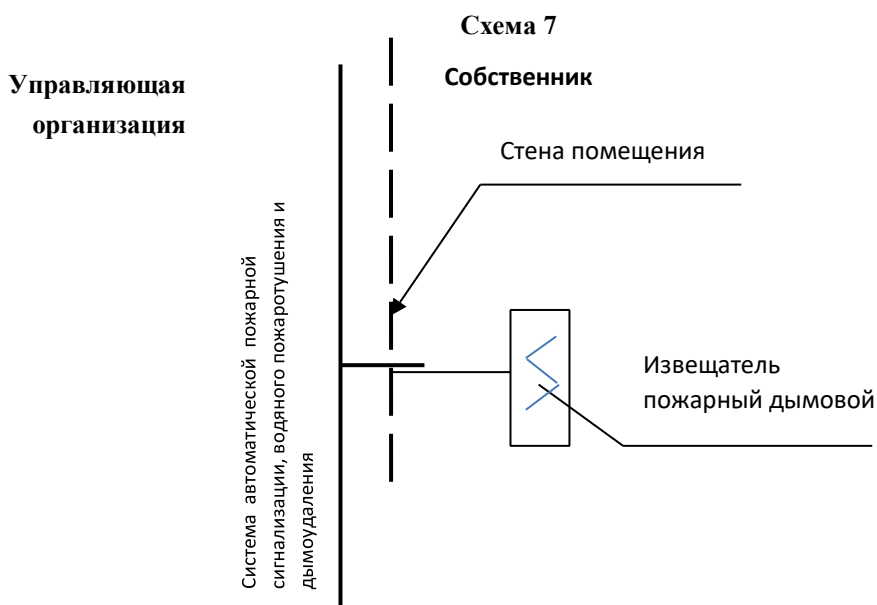 Схема 7
Управляющая
организация
Собственник
Стена помещения
Система автоматической пожарной
сигнализации, водяного пожаротушения и
дымоудаления
Извещатель
пожарный дымовой